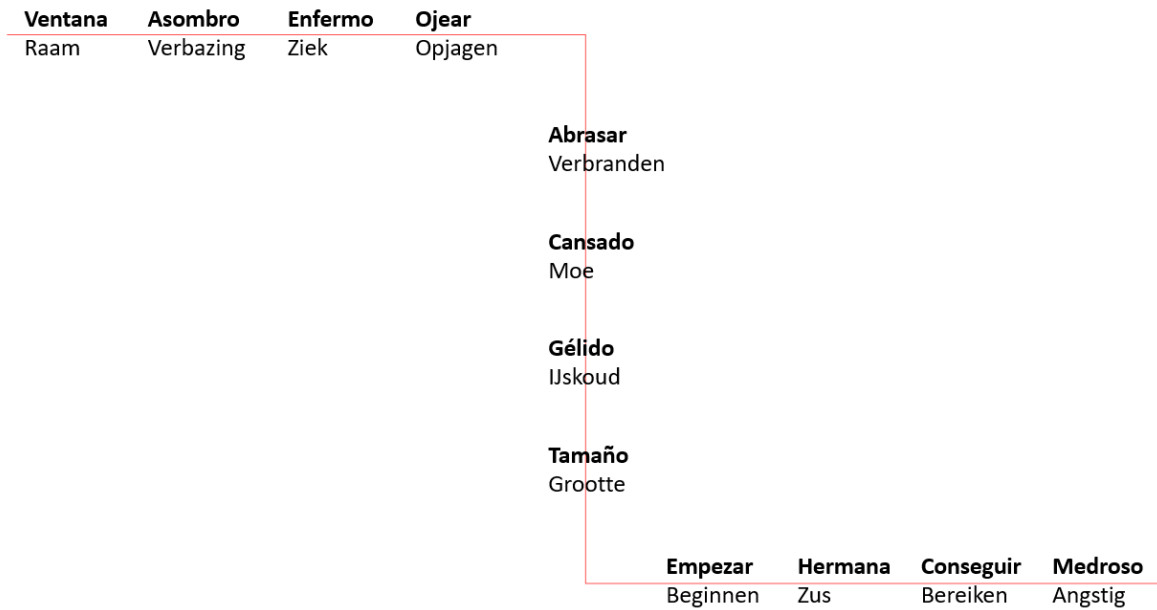 Ventana Asombro Enfermo Ojear
Raam Verbazing Ziek Opjagen
Abrasar
Verbranden
Cansado
Moe
Gélido
IJskoud
Tamaño
Grootte
Empezar Hermana Conseguir Medroso
Beginnen Zus Bereiken Angstig